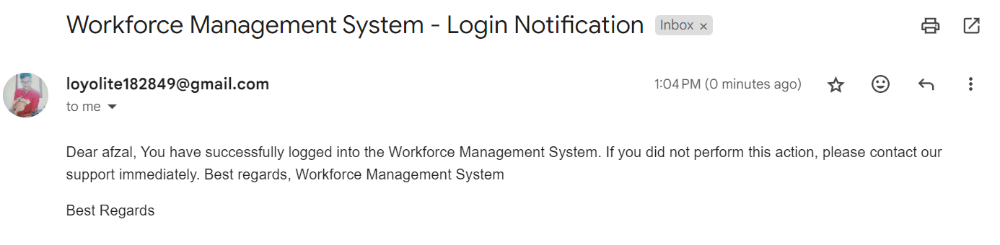 Workforce Management System - Login Notification Inbox ×
loyolite182849@gmail.com 1:04 PM (0 minutes ago)
to me
Dear afzal, You have successfully logged into the Workforce Management System. If you did not perform this action, please contact our
support immediately. Best regards, Workforce Management System
Best Regards